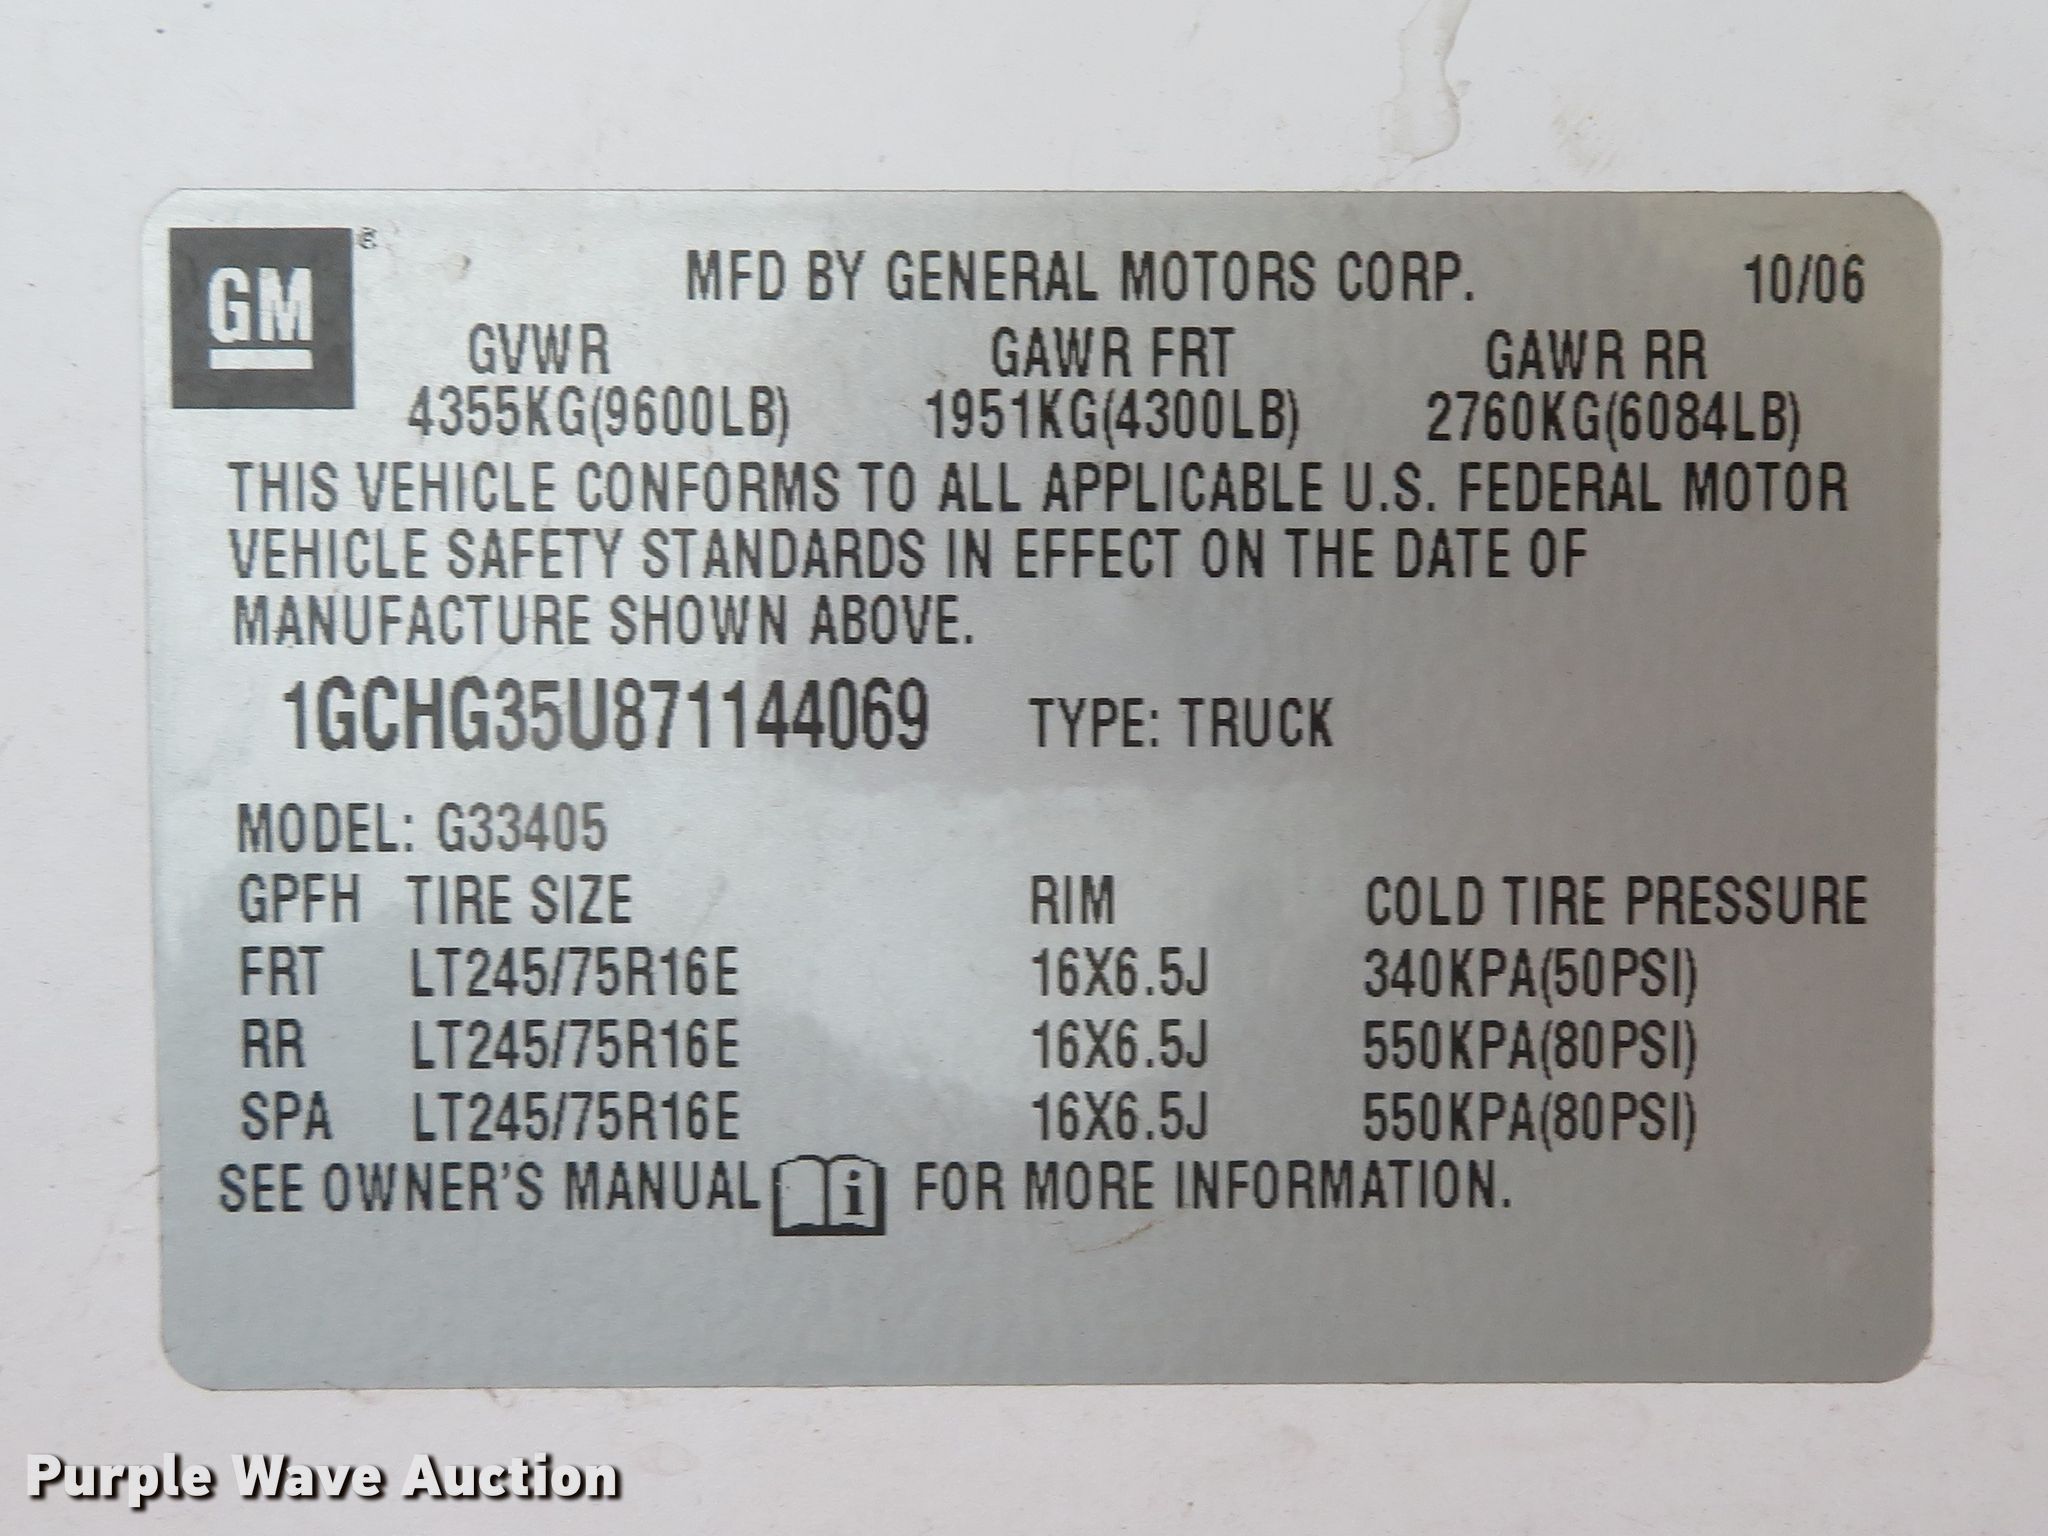 GM®
MFD BY GENERAL MOTORS CORP. 10/06
GVWR GAWR FRT GAWR RR
4355KG(9600LB) 1951KG(4300LB) 2760KG(6084LB)
THIS VEHICLE CONFORMS TO ALL APPLICABLE U.S. FEDERAL MOTOR
VEHICLE SAFETY STANDARDS IN EFFECT ON THE DATE OF
MANUFACTURE SHOWN ABOVE.
1GCHG35U871144069 TYPE: TRUCK
MODEL: G33405
GPFH TIRE SIZE RIM COLD TIRE PRESSURE
FRT LT245/75R16E 16X6.5J 340KPA(50PSI)
RR LT245/75R16E 16X6.5J 550KPA(80PSI)
SPA LT245/75R16E 16X6.5J 550KPA(80PSI)
SEE OWNER'S MANUAL i FOR MORE INFORMATION.
Purple Wave Auction